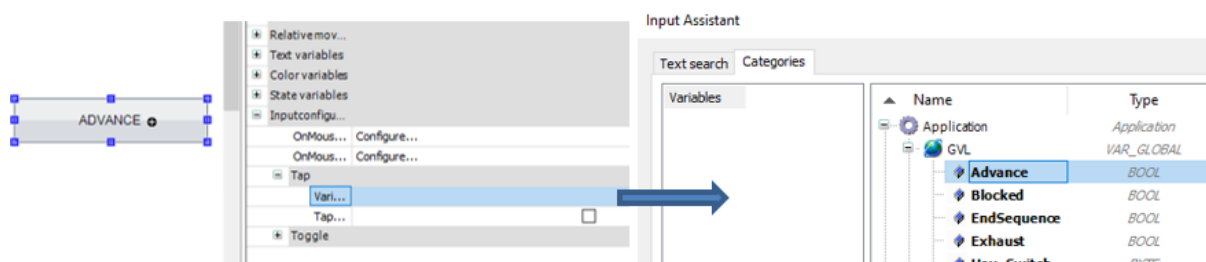 ADVANCE
Relative mov...
Text variables
Color variables
State variables
Inputconfigu...
OnMous... Configure...
OnMous... Configure...
Tap
Vari...
Tap...
Toggle
Input Assistant
Text search Categories
Variables
Name Type
Application Application
GVL VAR_GLOBAL
Advance BOOL
Blocked BOOL
EndSequence BOOL
Exhaust BOOL